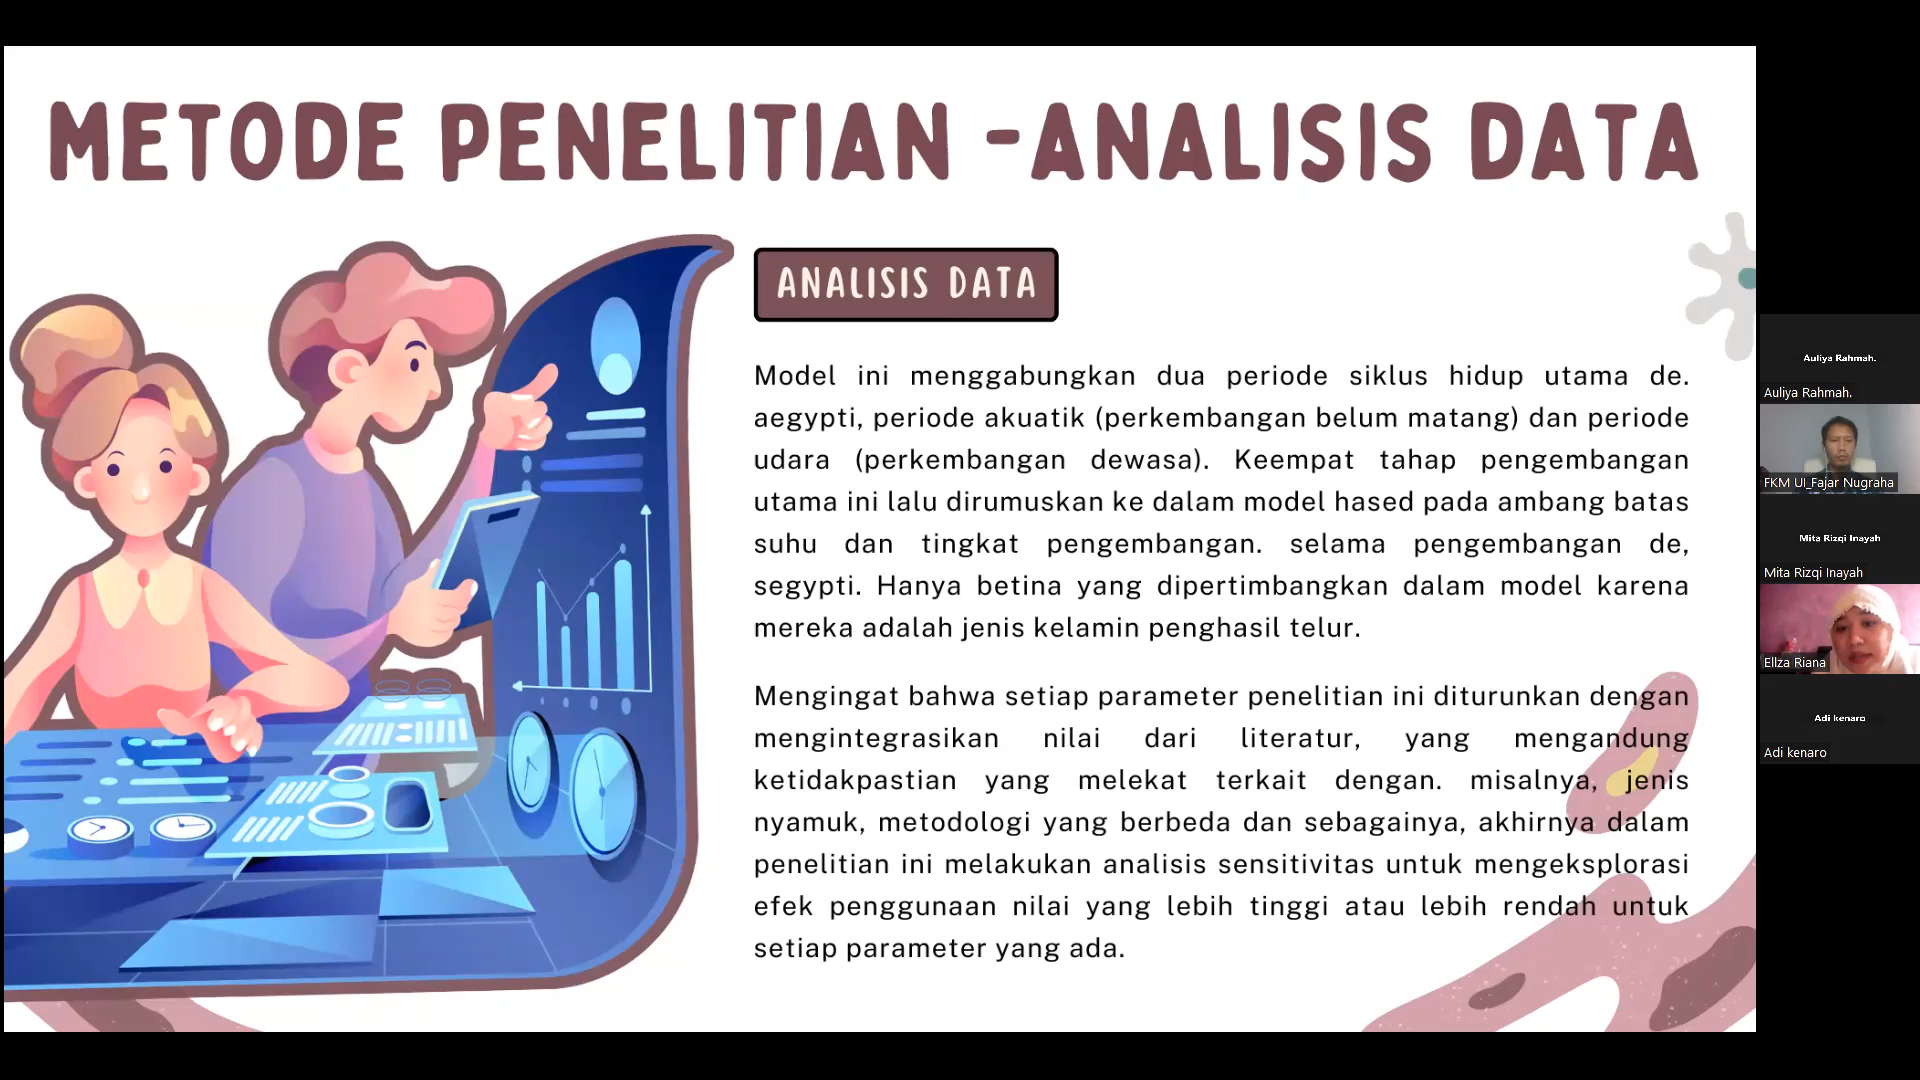 METODE PENELITIAN -ANALISIS DATA
ANALISIS DATA
Model ini menggabungkan dua periode siklus hidup utama de.
aegypti, periode akuatik (perkembangan belum matang) dan periode
udara (perkembangan dewasa). Keempat tahap pengembangan
utama ini lalu dirumuskan ke dalam model hased pada ambang batas
suhu dan tingkat pengembangan. selama pengembangan de,
segypti. Hanya betina yang dipertimbangkan dalam model karena
mereka adalah jenis kelamin penghasil telur.
Mengingat bahwa setiap parameter penelitian ini diturunkan dengan
mengintegrasikan nilai dari literatur, yang mengandung
ketidakpastian yang melekat terkait dengan. misalnya, jenis
nyamuk, metodologi yang berbeda dan sebagainya, akhirnya dalam
penelitian ini melakukan analisis sensitivitas untuk mengeksplorasi
efek penggunaan nilai yang lebih tinggi atau lebih rendah untuk
setiap parameter yang ada.
Auliya Rahmah.
Auliya Rahmah.
FKM UI_Fajar Nugraha
Mita Rizqi Inayah
Mita Rizqi Inayah
Ellza Riana
Adi kenaro
Adi kenaro